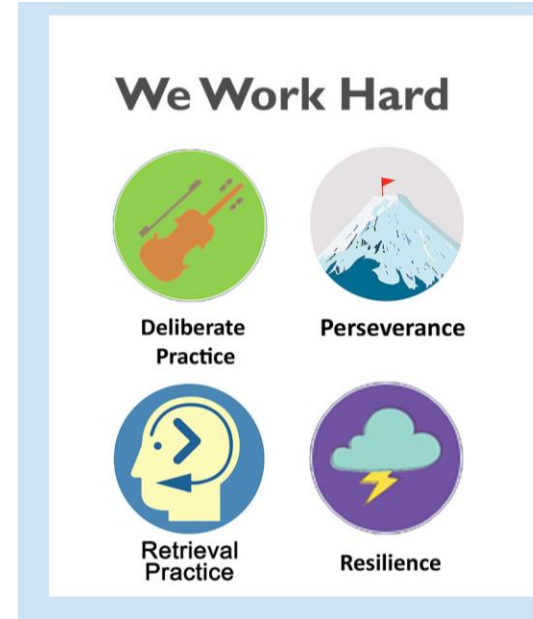 We Work Hard
Deliberate
Practice
Perseverance
Retrieval
Practice
Resilience